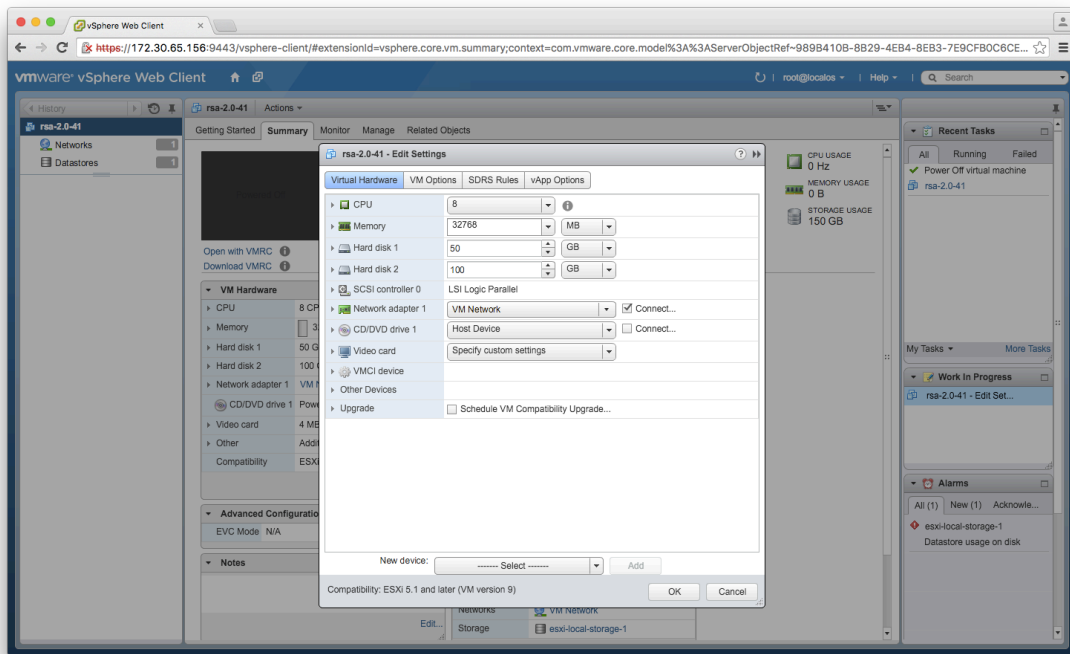 vSphere Web Client
https://172.30.65.156:9443/vsphere-client/#extensionId=vsphere.core.vm.summary;context=com.vmware.core.model%3A%3AServerObjectRef~989B410B-8B29-4EB4-8EB3-7E9CFB0C6CE...
vmware® vSphere Web Client
root@localos
Help
Search
History
rsa-2.0-41
Networks 1
Datastores 1
rsa-2.0-41 Actions
Getting Started Summary Monitor Manage Related Objects
Open with VMRC
Download VMRC
CPU USAGE
0 Hz
MEMORY USAGE
0 B
STORAGE USAGE
150 GB
VM Hardware
CPU 8 CP
Memory 3
Hard disk 1 50 G
Hard disk 2 100
Network adapter 1 VM
CD/DVD drive 1 Powe
Video card 4 MB
Other Addit
Compatibility ESXi
Advanced Configuratio
EVC Mode N/A
Notes
Edit...
Networks VM Network
Storage esxi-local-storage-1
rsa-2.0-41 - Edit Settings
Virtual Hardware VM Options SDRS Rules vApp Options
CPU 8
Memory 32768 MB
Hard disk 1 50 GB
Hard disk 2 100 GB
SCSI controller 0 LSI Logic Parallel
Network adapter 1 VM Network Connect...
CD/DVD drive 1 Host Device Connect...
Video card Specify custom settings
VMCI device
Other Devices
Upgrade Schedule VM Compatibility Upgrade...
New device: ------- Select ------- Add
Compatibility: ESXi 5.1 and later (VM version 9)
OK Cancel
Recent Tasks
All Running Failed
Power Off virtual machine
rsa-2.0-41
My Tasks More Tasks
Work In Progress
rsa-2.0-41 - Edit Set...
Alarms
All (1) New (1) Acknowle...
esxi-local-storage-1
Datastore usage on disk